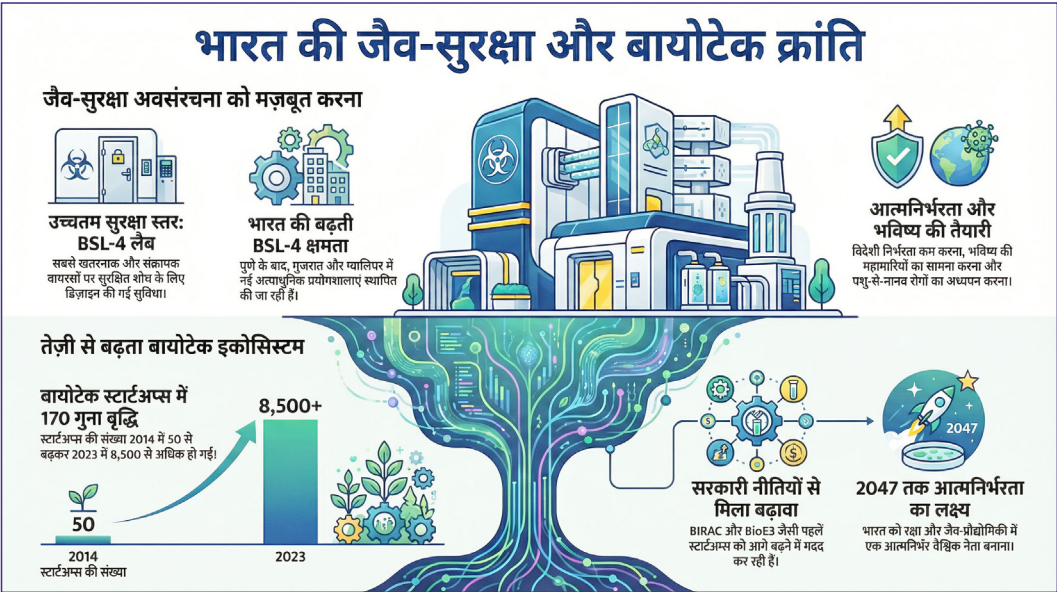 भारत की जैव-सुरक्षा और बायोटेक क्रांति
जैव-सुरक्षा अवसंरचना को मज़बूत करना
उच्चतम सुरक्षा स्तर:
BSL-4 लैब
सबसे खतरनाक और संक्रापक
वायरसों पर सुरक्षित शोच के लिए
डिज़ाइन की गई सुविधा।
भारत की बढ़ती
BSL-4 क्षमता
पुणे के बाद, गुजरात और ग्यालिपर में
नई अत्याधुनिक प्रयोगशालाएं स्थापित
की जा रही हैं।
आत्मनिर्भरता और
भविष्य की तैयारी
विदेशी निर्भरता कम करना, भविष्य की
महामारियों का सामना करना और
पशु-से-नानव रोगों का अध्यपन करना।
तेज़ी से बढ़ता बायोटेक इकोसिस्टम
बायोटेक स्टार्टअप्स में
170 गुना वृद्धि
स्टार्टअप्स की संख्या 2014 में 50 से
बढ़कर 2023 में 8,500 से अधिक हो गई।
8,500+
50
2014
2023
स्टार्टअप्स की संख्या
सरकारी नीतियों से
मिला बढ़ावा
BIRAC और BioE3 जैसी पहलें
स्टार्टअप्स को आगे बढ़ने में मदद
कर रही हैं।
2047
2047 तक आत्मनिर्भरता
का लक्ष्य
भारत को रक्षा और जैव-प्रौद्योगिकी में
एक आत्मनिर्भर वैश्विक नेता बनाना।